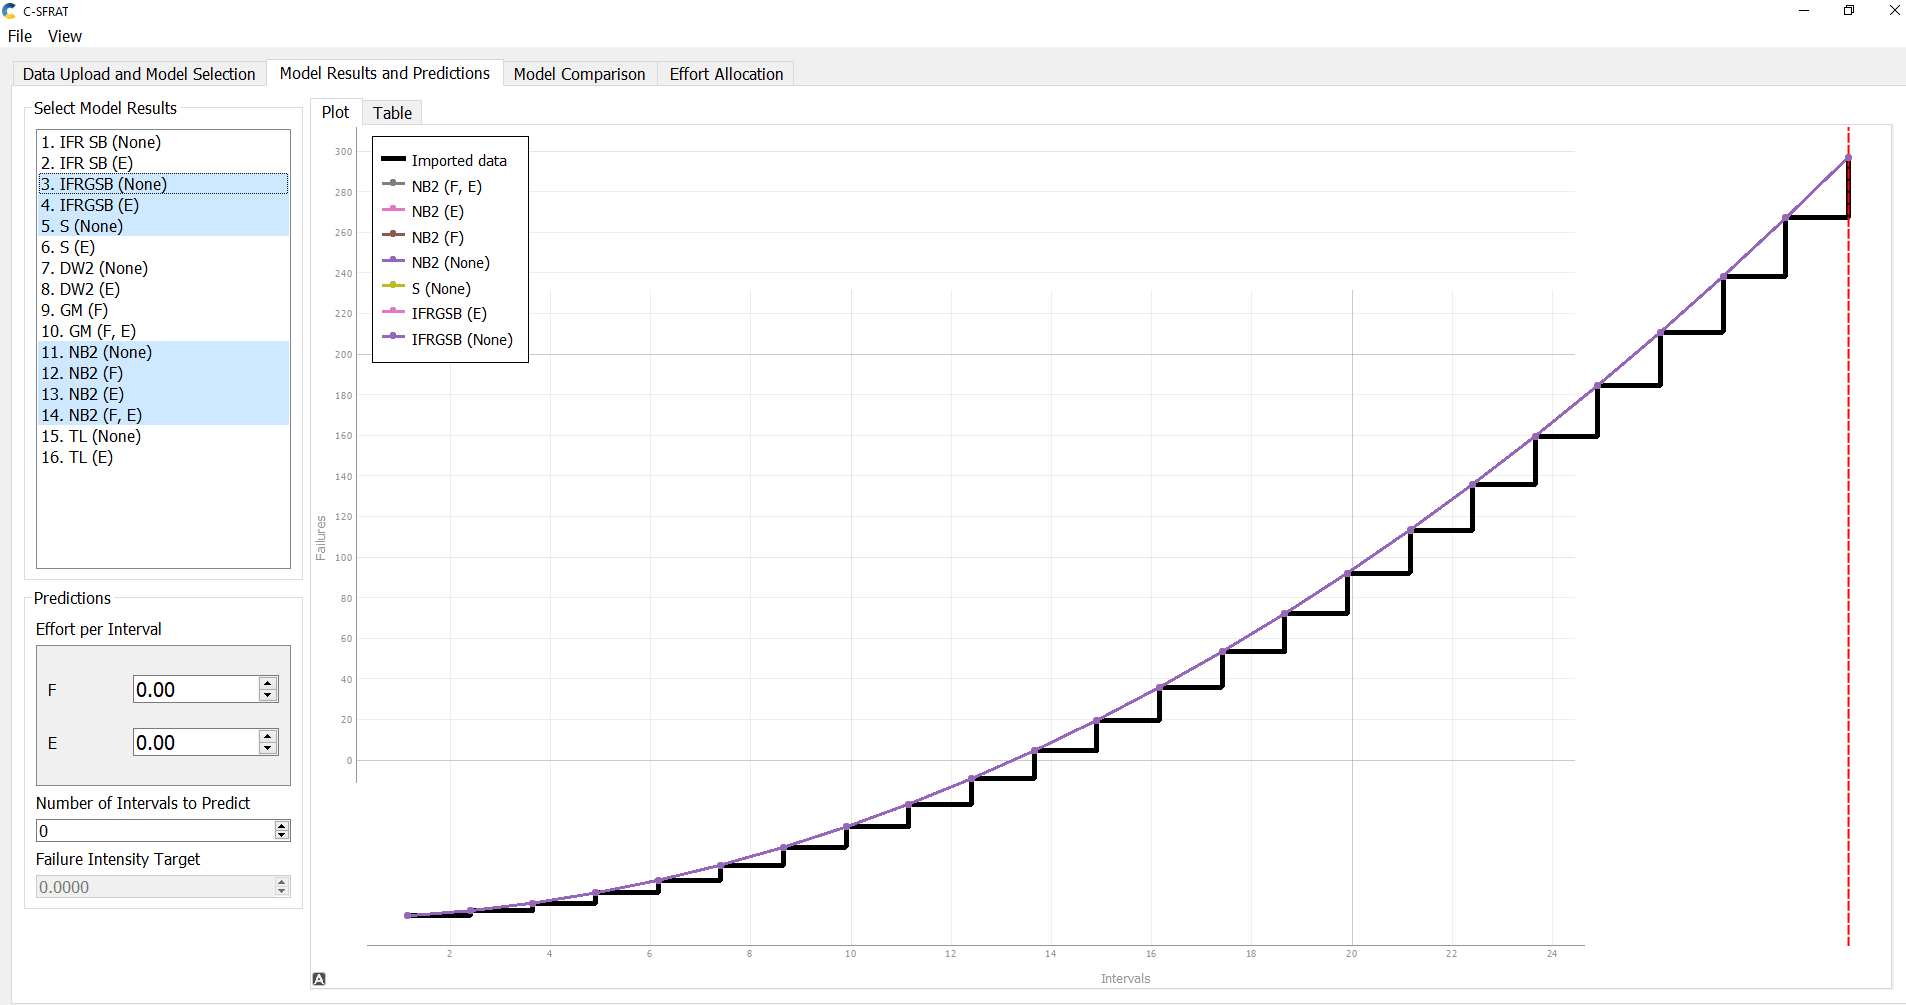 C-SFRAT
File View
Data Upload and Model Selection Model Results and Predictions Model Comparison Effort Allocation
Select Model Results
1. IFR SB (None)
2. IFR SB (E)
3. IFRGSB (None)
4. IFRGSB (E)
5. S (None)
6. S (E)
7. DW2 (None)
8. DW2 (E)
9. GM (F)
10. GM (F, E)
11. NB2 (None)
12. NB2 (F)
13. NB2 (E)
14. NB2 (F, E)
15. TL (None)
16. TL (E)
Predictions
Effort per Interval
F 0.00
E 0.00
Number of Intervals to Predict
0
Failure Intensity Target
0.0000
Plot Table
Imported data
NB2 (F, E)
NB2 (E)
NB2 (F)
NB2 (None)
S (None)
IFRGSB (E)
IFRGSB (None)
Failures
300
280
260
240
220
200
180
160
140
120
100
80
60
40
20
0
2 4 6 8 10 12 14 16 18 20 22 24
Intervals
A